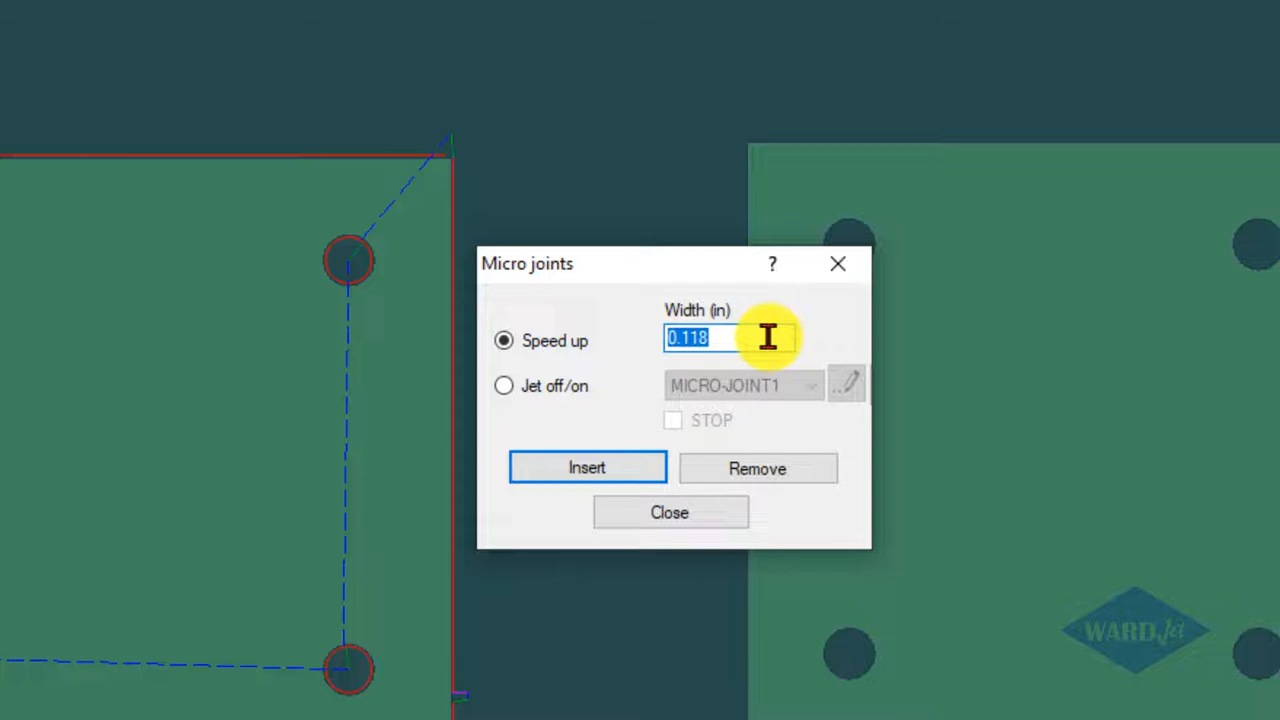 Micro joints
?
Width (in)
Speed up
0.118
Jet off/on
MICRO-JOINT1
STOP
Insert
Remove
Close
WARDJet